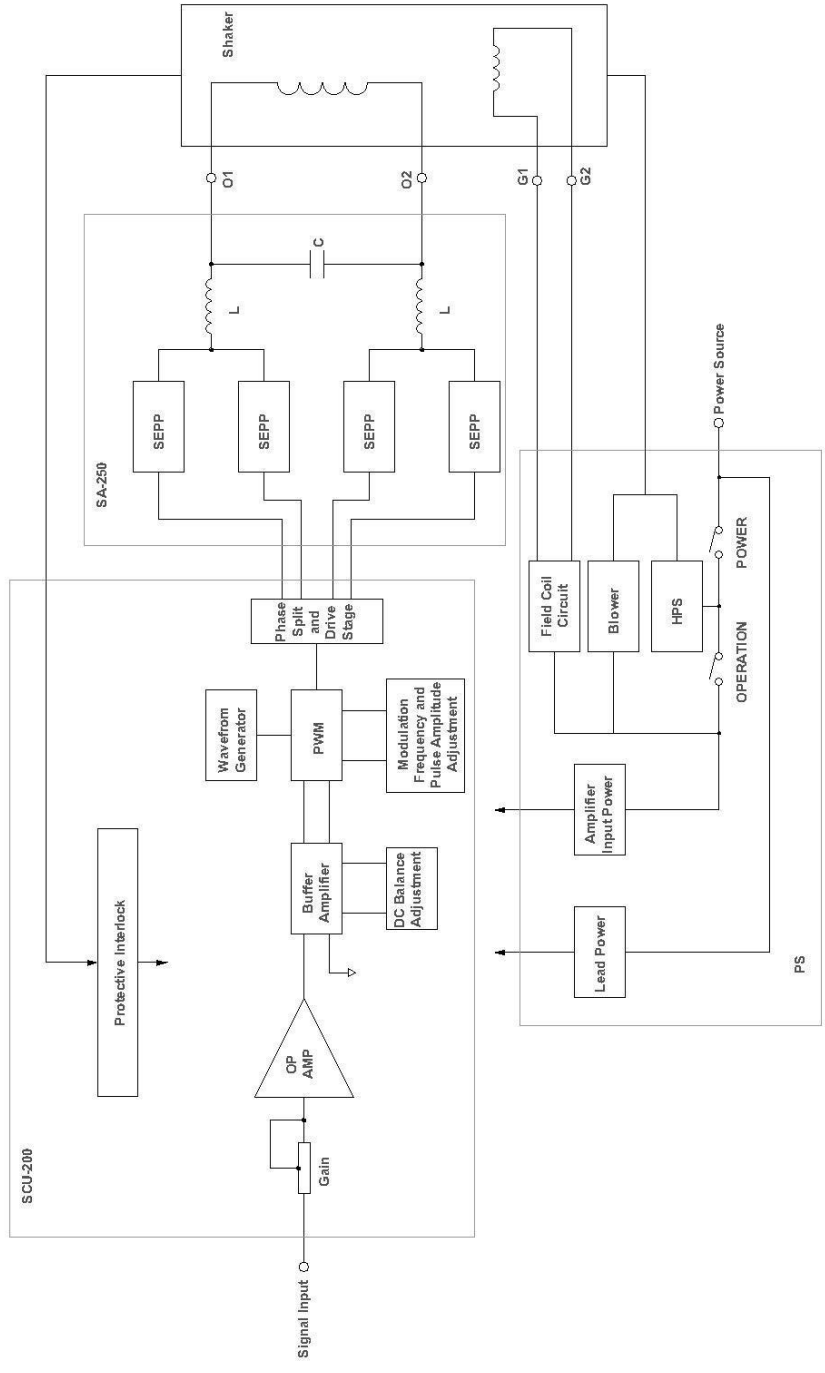 SCU-200
Protective Interlock
Signal Input
Gain
OP
AMP
Buffer
Amplifier
DC Balance
Adjustment
Wavefrom
Generator
PWM
Modulation
Frequency and
Pulse Amplitude
Adjustment
Phase
Split
and
Drive
Stage
SA-250
SEPP
SEPP
SEPP
SEPP
L
L
C
O1
O2
Shaker
G1
G2
PS
Lead Power
Amplifier
Input Power
Field Coil
Circuit
Blower
HPS
OPERATION
POWER
Power Source